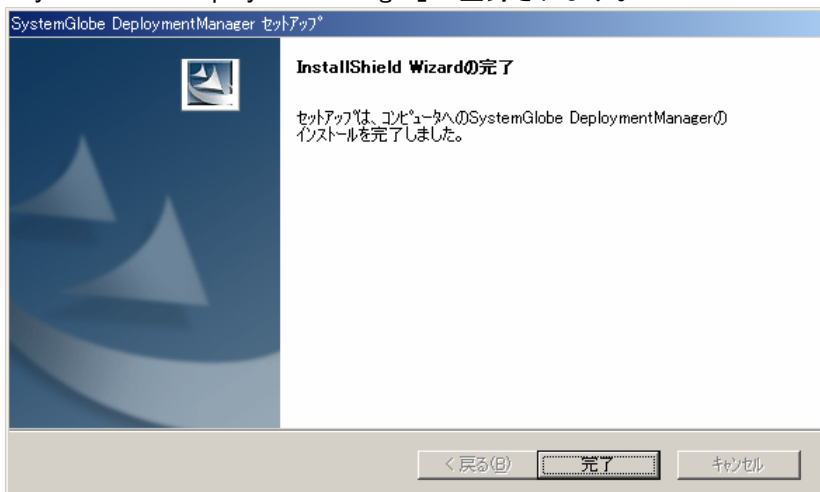 SystemGlobe DeploymentManager ｾｯﾄｱｯﾌﾟ
InstallShield Wizardの完了
ｾｯﾄｱｯﾌﾟは、ｺﾝﾋﾟｭｰﾀへのSystemGlobe DeploymentManagerの
ｲﾝｽﾄｰﾙを完了しました。
< 戻る(B)
完了
ｷｬﾝｾﾙ